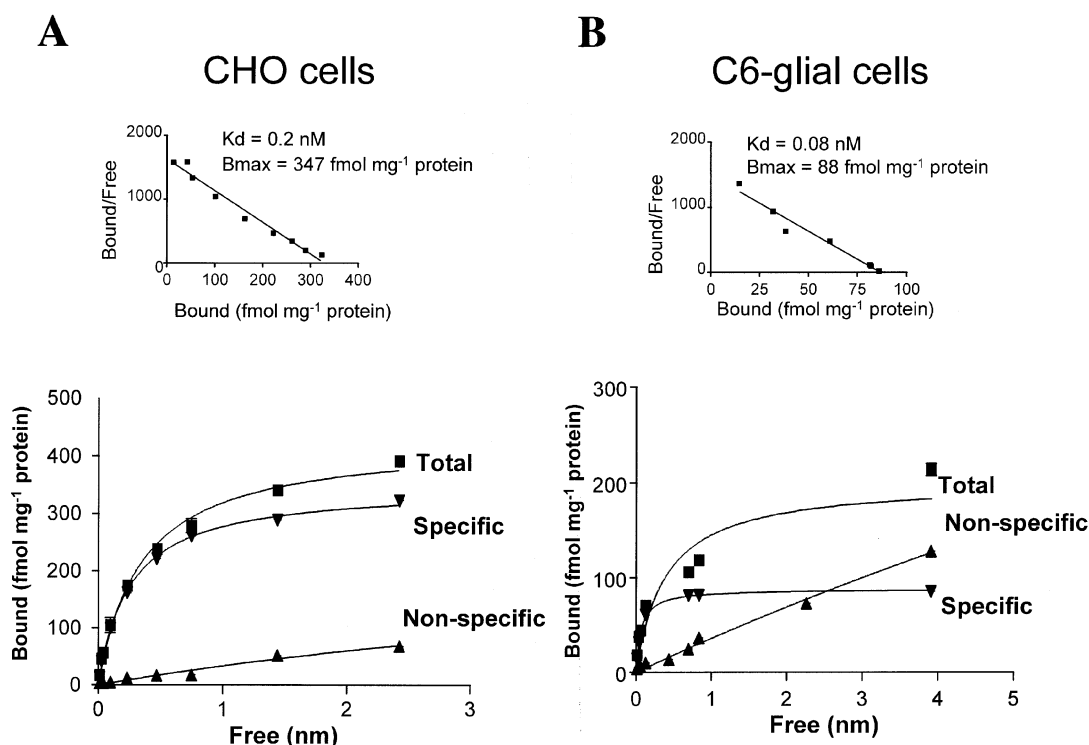 A
CHO cells
Kd = 0.2 nM
Bmax = 347 fmol mg⁻¹ protein
2000
1000
0
Bound/Free
0 100 200 300 400
Bound (fmol mg⁻¹ protein)
500
400
300
200
100
0
Bound (fmol mg⁻¹ protein)
Total
Specific
Non-specific
0 1 2 3
Free (nm)
B
C6-glial cells
Kd = 0.08 nM
Bmax = 88 fmol mg⁻¹ protein
2000
1000
0
Bound/Free
0 25 50 75 100
Bound (fmol mg⁻¹ protein)
300
200
100
0
Bound (fmol mg⁻¹ protein)
Total
Non-specific
Specific
0 1 2 3 4 5
Free (nm)